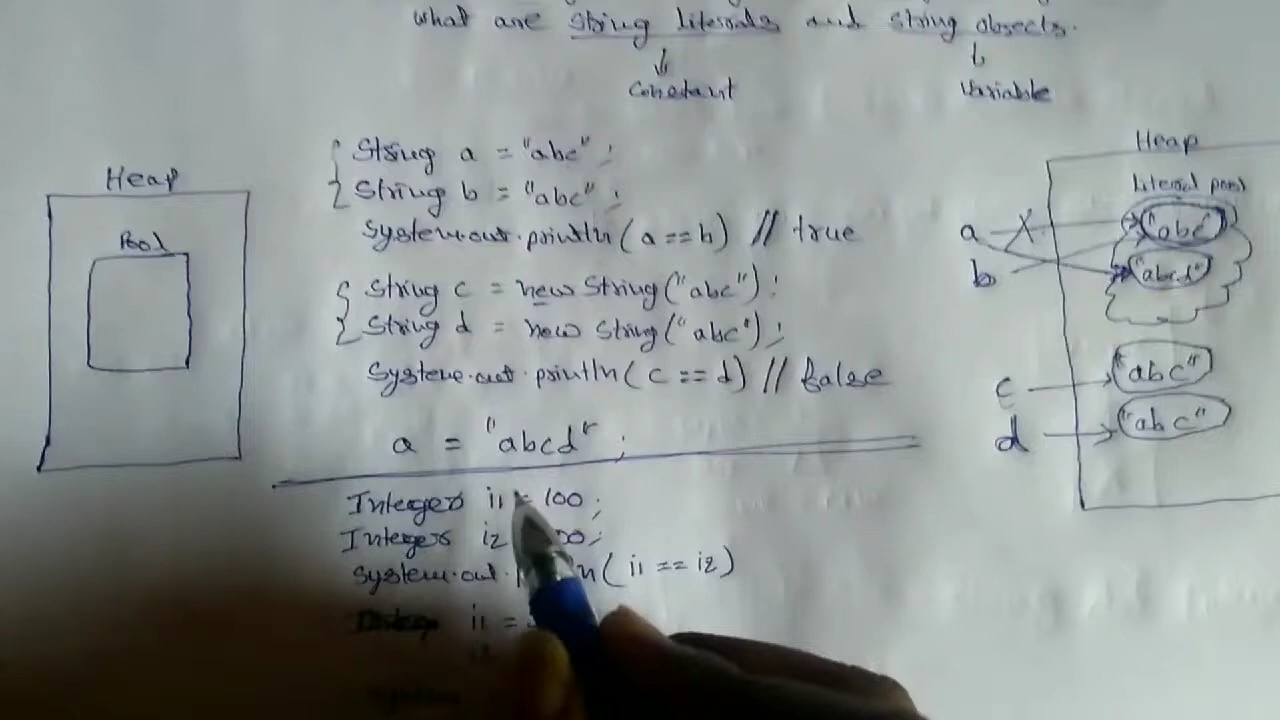 what are string literals and string objects.
Constant
Variable
String a = "abc";
String b = "abc";
System.out.println(a == b) // true
String c = new String("abc");
String d = new String("abc");
System.out.println(c == d) // false
a = "abcd";
Integer i1 = 100;
Integer i2
System.out. (i1 == i2)
i1 =
Heap
Pool
Heap
Literal pool
a
"abc"
b
"abcd"
c
"abc"
d
"abc"